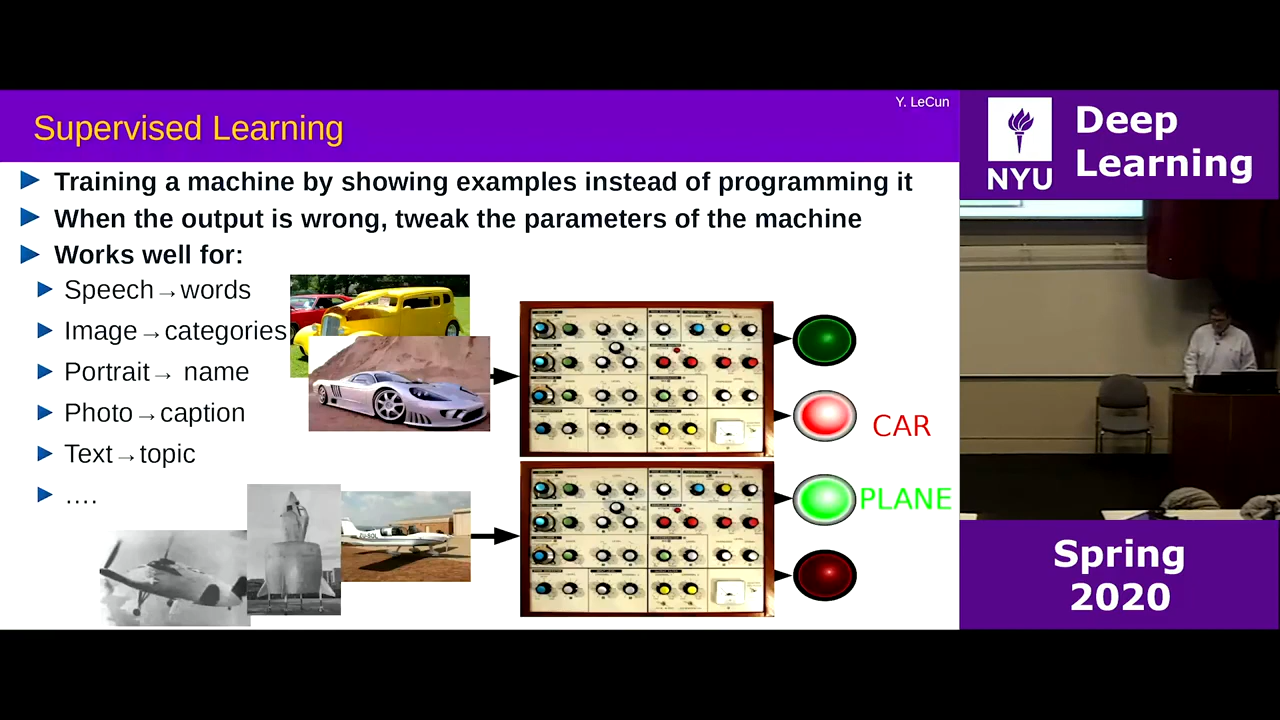 Y. LeCun
Supervised Learning
Training a machine by showing examples instead of programming it
When the output is wrong, tweak the parameters of the machine
Works well for:
Speech→words
Image→categories
Portrait→ name
Photo→caption
Text→topic
....
CAR
PLANE
NYU
Deep
Learning
Spring
2020